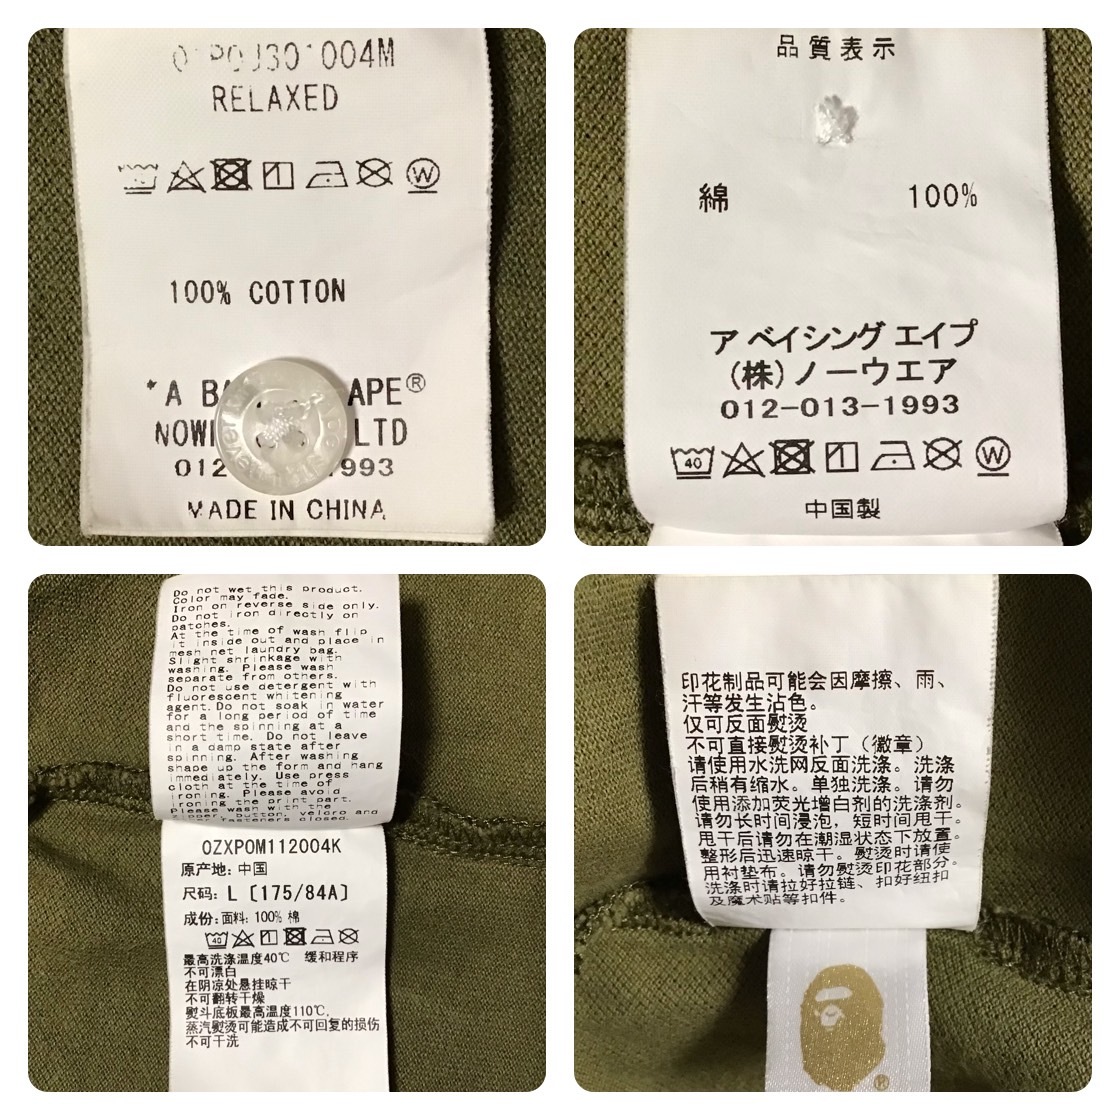 004M
RELAXED
100% COTTON
*A BA APE®
NOW LTD
012 1993
MADE IN CHINA
品質表示
綿 100%
ア ベイシング エイプ
(株)ノーウエア
012-013-1993
40
W
中国製
Do not wet this product.
Color may fade.
Iron on reverse side only.
Do not iron directly on
patches.
At the time of wash flip
it inside out and place in
mesh net laundry bag.
Slight shrinkage with
washing. Please wash
separate from others.
Do not use detergent with
fluorescent whitening
agent.Do not soak in water
for a long period of time
and the spinning at a
short time. Do not leave
in a damp state after
spinning. After washing
shape up the form and hang
immediately. Use press
cloth at the time of
ironing. Please avoid
ironing the print part.
Please wash with the
zipper, button, velcro and
fasteners closed.
0ZXPOM112004K
原产地: 中国
尺码: L [175/84A]
成份: 面料: 100% 棉
40
最高洗涤温度40℃ 缓和程序
不可漂白
在阴凉处悬挂晾干
不可翻转干燥
熨斗底板最高温度110℃.
蒸汽熨烫可能造成不可回复的损伤
不可干洗
印花制品可能会因摩擦、雨、
汗等发生沾色。
仅可反面熨烫
不可直接熨烫补丁（徽章）
请使用水洗网反面洗涤。洗涤
后稍有缩水。单独洗涤。请勿
使用添加荧光增白剂的洗涤剂.
请勿长时间浸泡，短时间甩干。
甩干后请勿在潮湿状态下放置。
整形后迅速晾干。熨烫时请使
用衬垫布。请勿熨烫印花部分。
洗涤时请拉好拉链、扣好纽扣
及魔术贴等扣件。
®